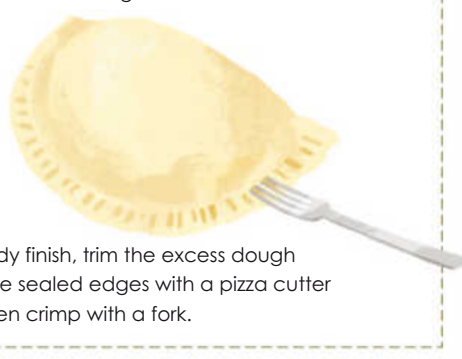 dy finish, trim the excess dough
e sealed edges with a pizza cutter
en crimp with a fork.